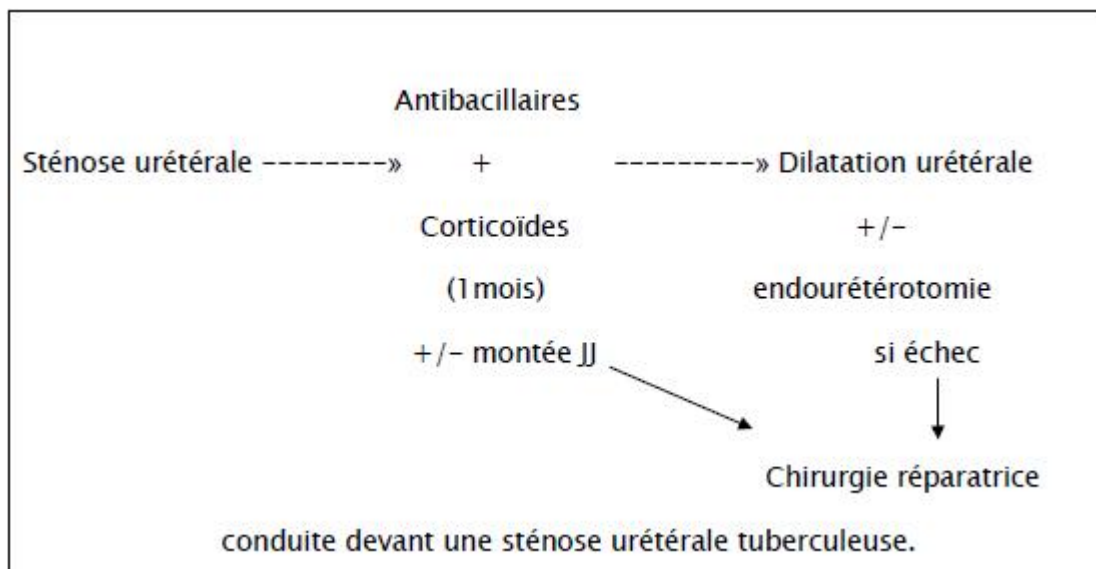 Antibacillaires
Sténose urétérale --------» + ---------» Dilatation urétérale
Corticoïdes +/-
(1mois) endourétérotomie
+/- montée JJ si échec
Chirurgie réparatrice
conduite devant une sténose urétérale tuberculeuse.